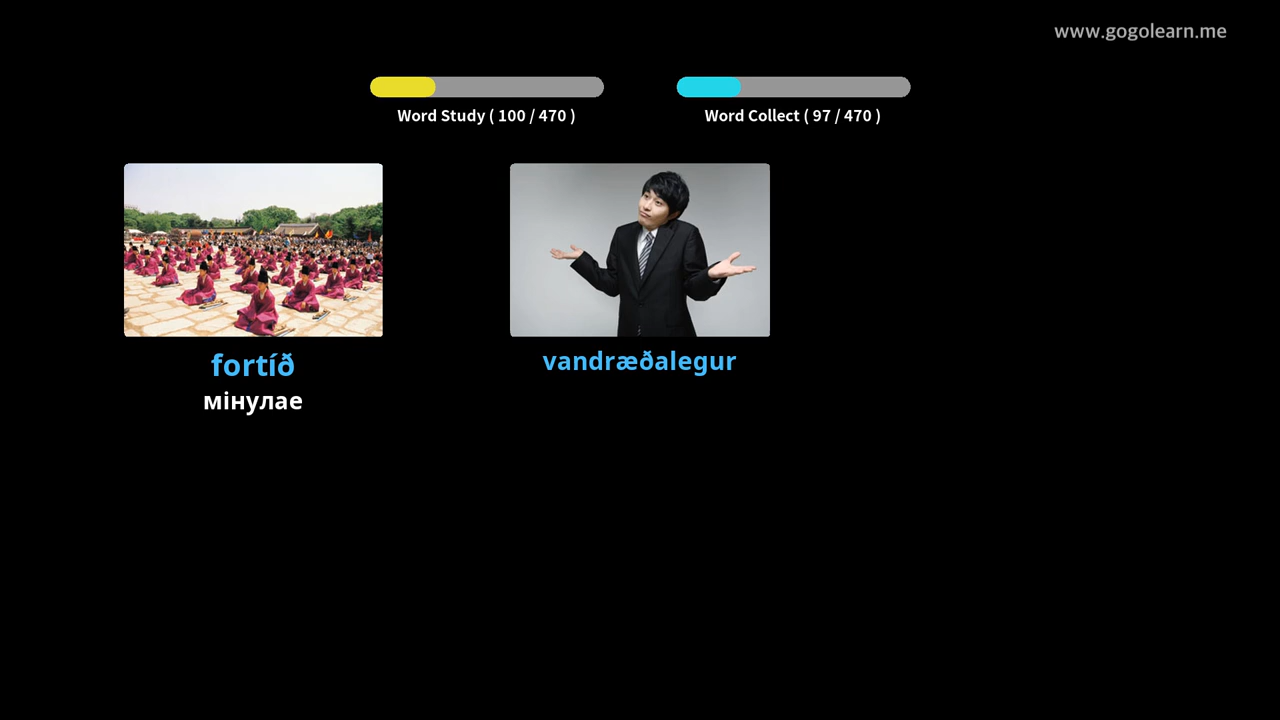 www.gogolearn.me
Word Study ( 100 / 470 )
Word Collect ( 97 / 470 )
fortíð
мінулае
vandræðalegur